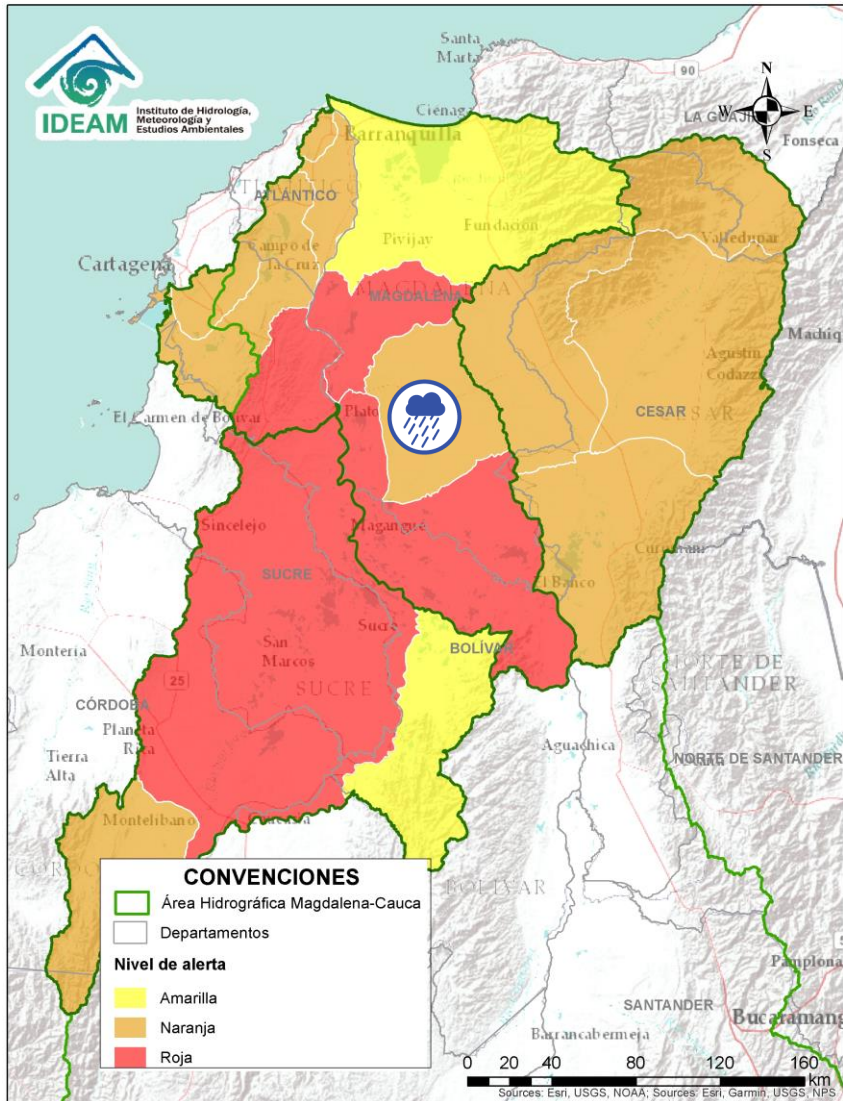 Santa
Marta
90
N
W
E
S
LA GUAJI
Fonseca
IDEAM
Instituto de Hidrología,
Meteorología y
Estudios Ambientales
Ciénaga
Barranquilla
ATLÁNTICO
Pivijay
Fundación
Valledupar
Campo de
la Cruz
Cartagena
MAGDALENA
Machiq
Agustín
Codazzi
CESAR
El Carmen de Bolívar
Plato
Sincelejo
Magangué
SUCRE
El Banco
Sucre
BOLÍVAR
San
Marcos
SUCRE
Montería
25
NORTE DE
SANTANDER
CÓRDOBA
Planeta
Rica
Tierra
Alta
Aguachica
NORTE DE SANTANDER
Montelíbano
BOLÍVAR
CONVENCIONES
Área Hidrográfica Magdalena-Cauca
Departamentos
Nivel de alerta
Amarilla
Naranja
Roja
Pamplona
SANTANDER
Bucaramang
Barrancabermeja
0 20 40 80 120 160
km
Sources: Esri, USGS, NOAA; Sources: Esri, Garmin, USGS, NPS